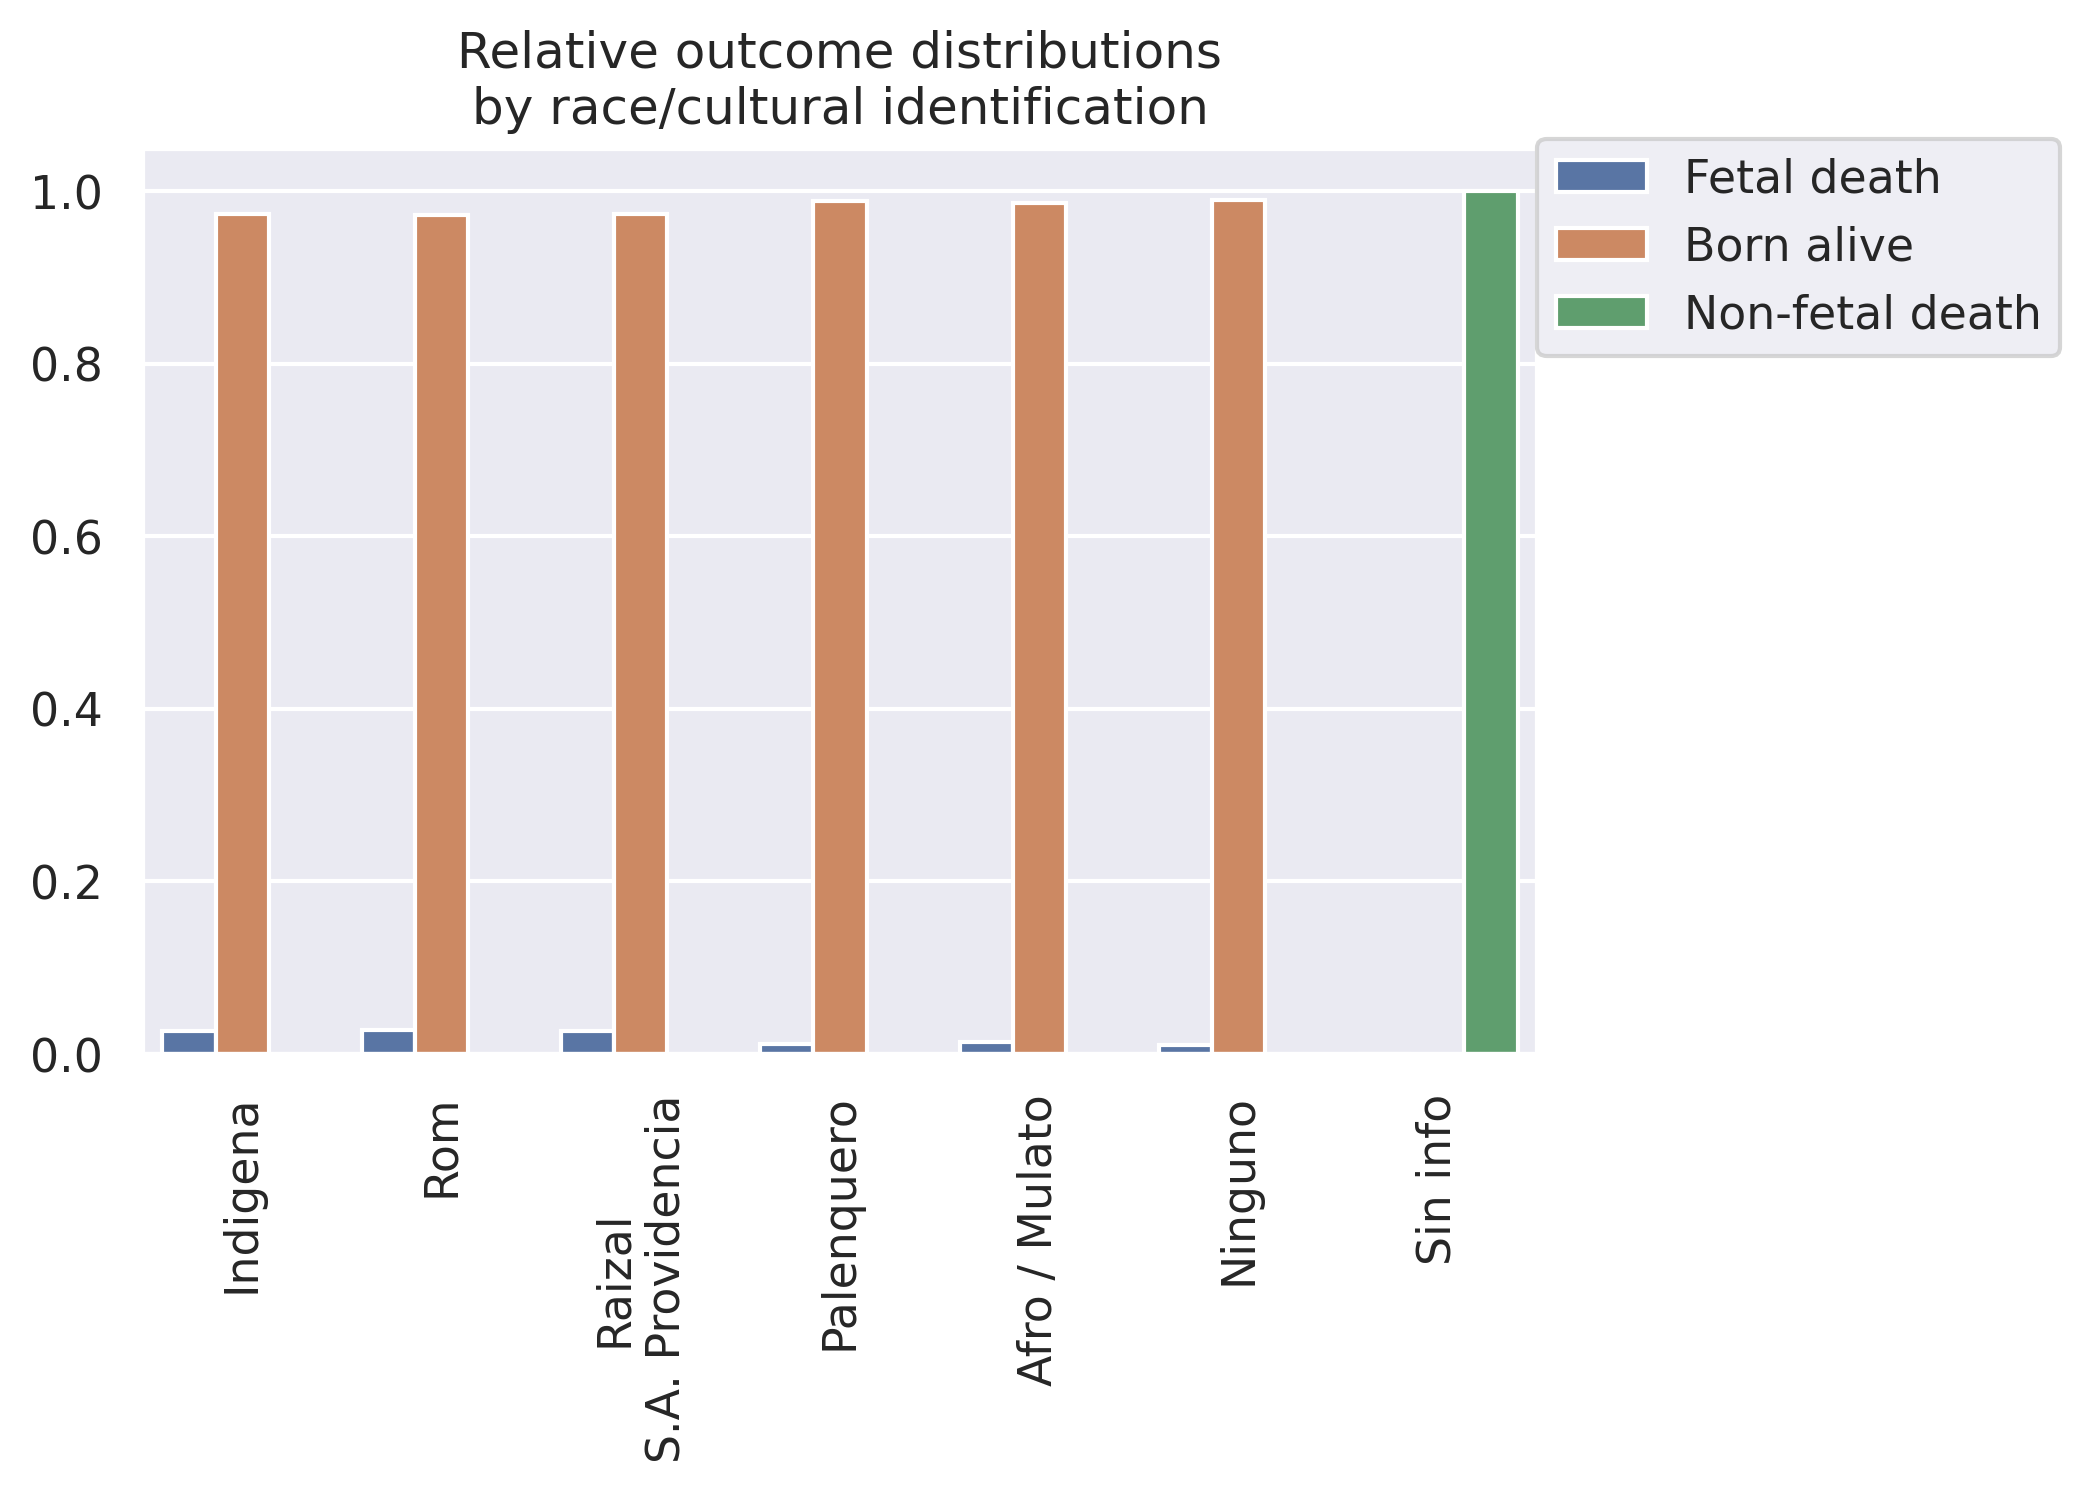 Relative outcome distributions
by race/cultural identification
Fetal death
Born alive
Non-fetal death
1.0
0.8
0.6
0.4
0.2
0.0
Indigena
Rom
Raizal
S.A. Providencia
Palenquero
Afro / Mulato
Ninguno
Sin info